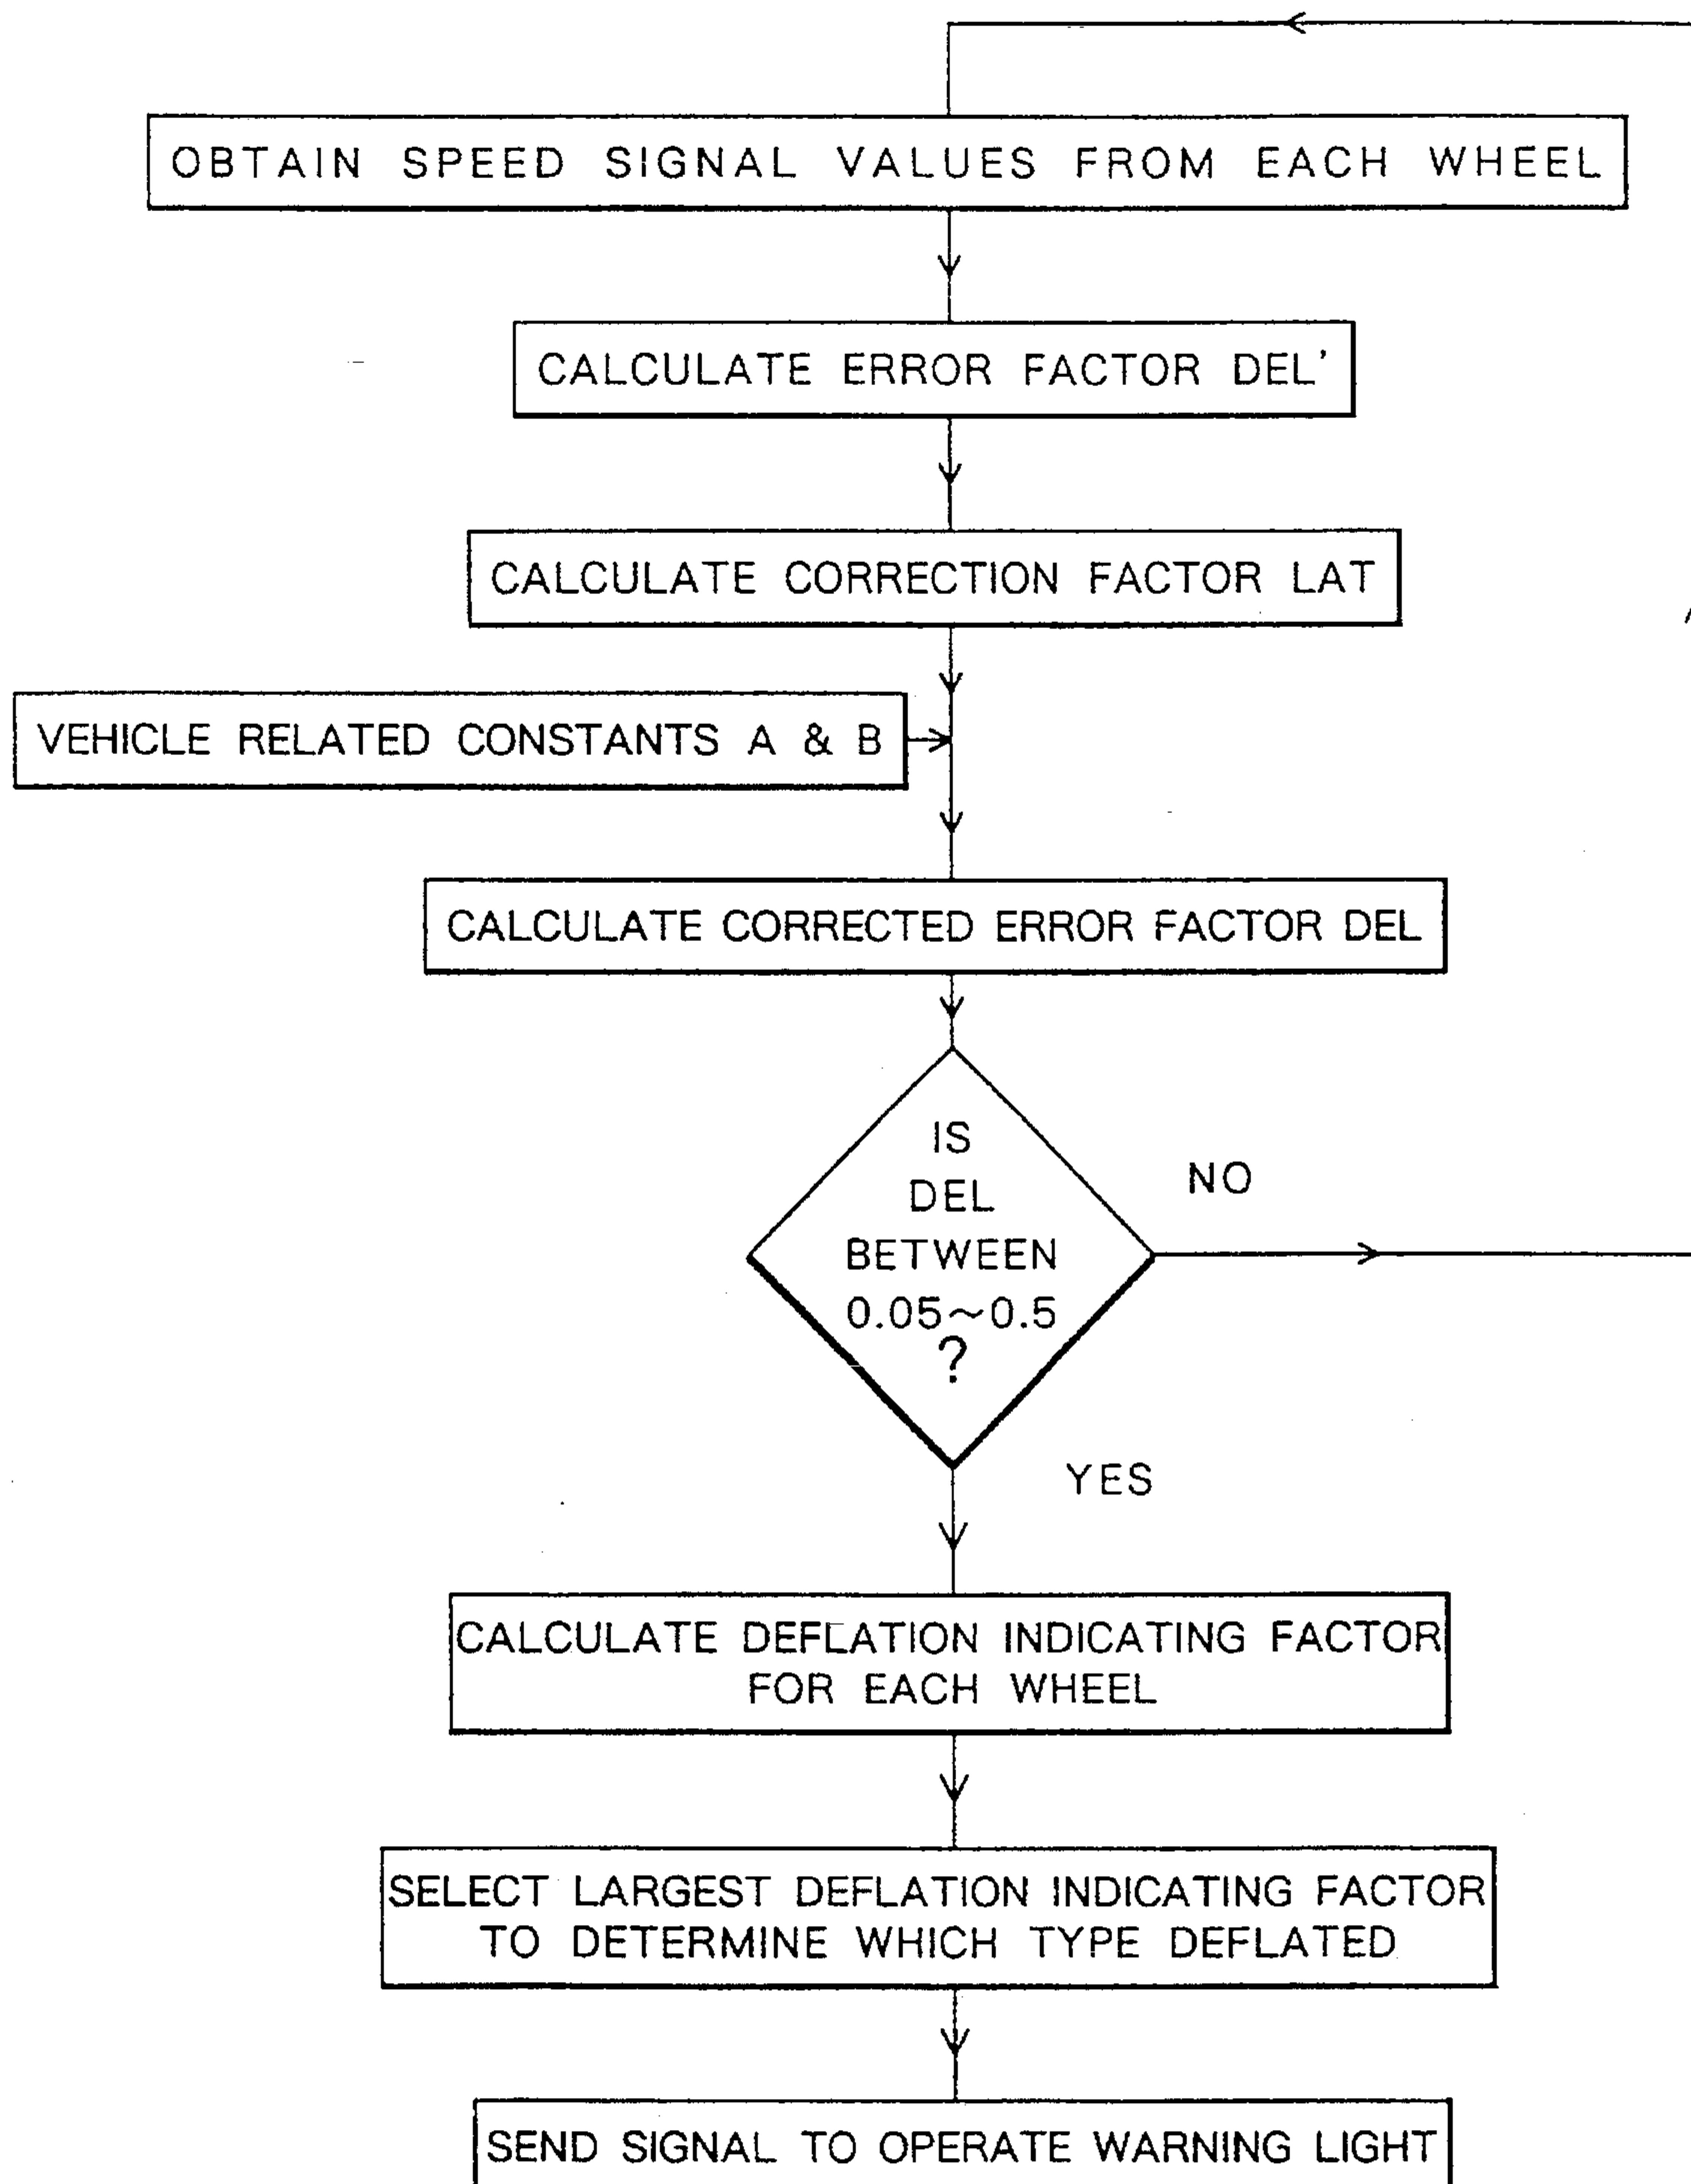 OBTAIN SPEED SIGNAL VALUES FROM EACH WHEEL
CALCULATE ERROR FACTOR DEL'
CALCULATE CORRECTION FACTOR LAT
VEHICLE RELATED CONSTANTS A & B
CALCULATE CORRECTED ERROR FACTOR DEL
IS
DEL
BETWEEN
0.05~0.5
?
NO
YES
CALCULATE DEFLATION INDICATING FACTOR
FOR EACH WHEEL
SELECT LARGEST DEFLATION INDICATING FACTOR
TO DETERMINE WHICH TYPE DEFLATED
SEND SIGNAL TO OPERATE WARNING LIGHT